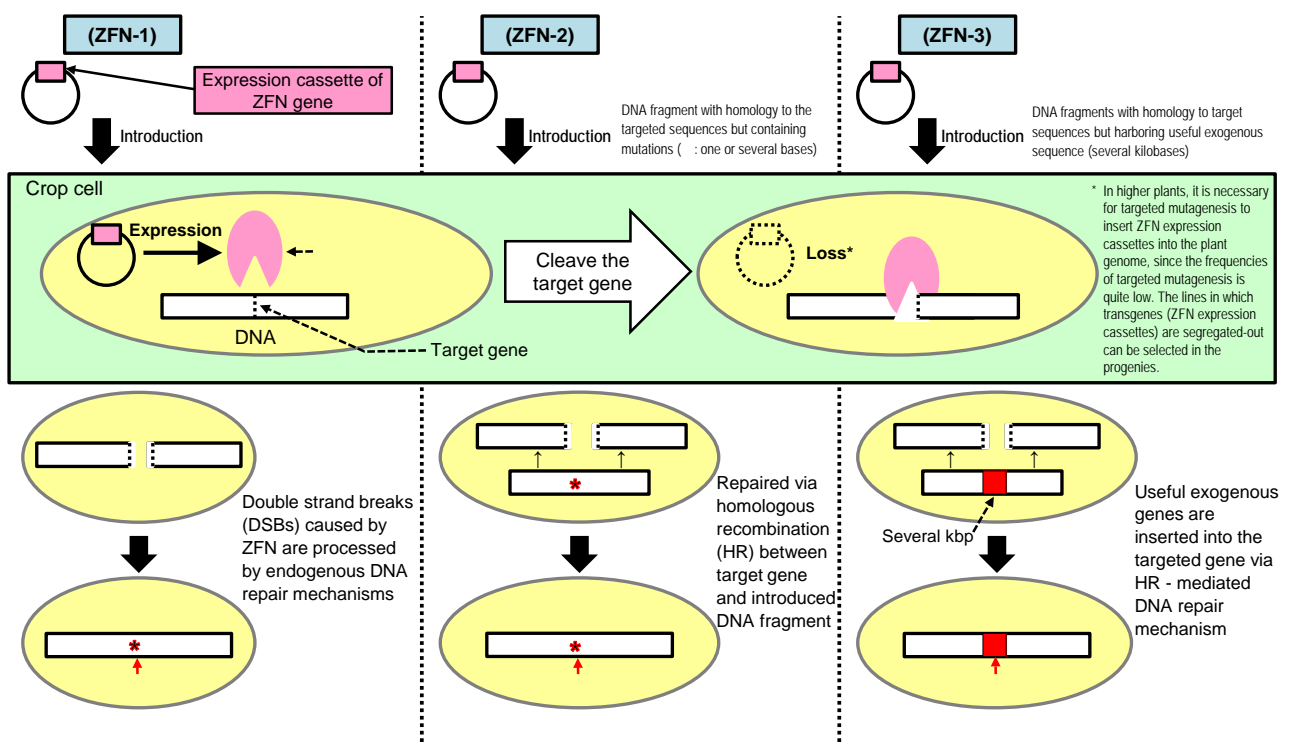 (ZFN-1)
(ZFN-2)
(ZFN-3)
Expression cassette of
ZFN gene
Introduction
Introduction
DNA fragment with homology to the
targeted sequences but containing
mutations (   : one or several bases)
Introduction
DNA fragments with homology to target
sequences but harboring useful exogenous
sequence (several kilobases)
Crop cell
Expression
DNA
Target gene
Cleave the
target gene
Loss*
* In higher plants, it is necessary
for targeted mutagenesis to
insert ZFN expression
cassettes into the plant
genome, since the frequencies
of targeted mutagenesis is
quite low. The lines in which
transgenes (ZFN expression
cassettes) are segregated-out
can be selected in the
progenies.
Double strand breaks
(DSBs) caused by
ZFN are processed
by endogenous DNA
repair mechanisms
*
*
Repaired via
homologous
recombination
(HR) between
target gene
and introduced
DNA fragment
*
Several kbp
Useful exogenous
genes are
inserted into the
targeted gene via
HR - mediated
DNA repair
mechanism